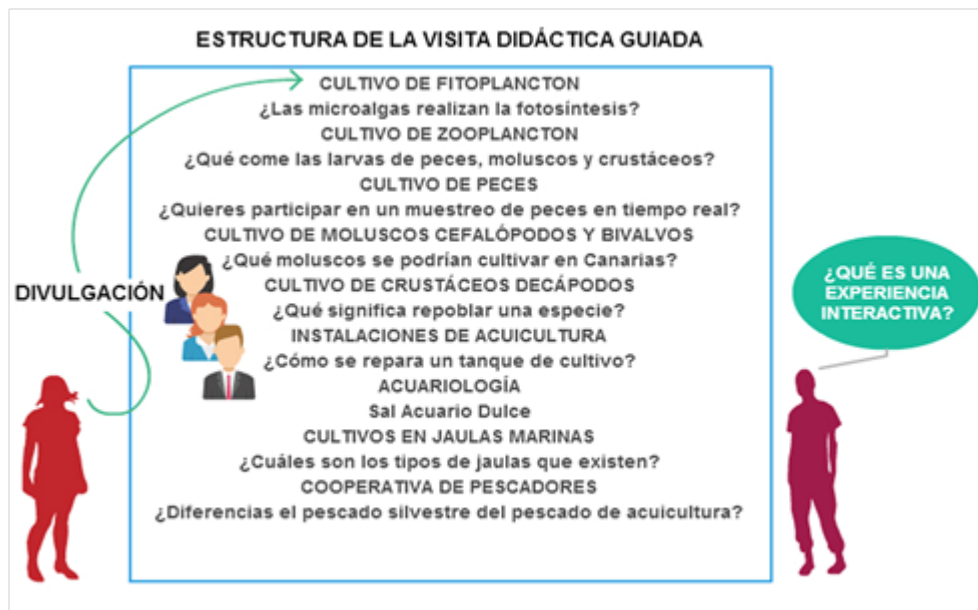 ESTRUCTURA DE LA VISITA DIDÁCTICA GUIADA
CULTIVO DE FITOPLANCTON
¿Las microalgas realizan la fotosíntesis?
CULTIVO DE ZOOPLANCTON
¿Qué come las larvas de peces, moluscos y crustáceos?
CULTIVO DE PECES
¿Quieres participar en un muestreo de peces en tiempo real?
CULTIVO DE MOLUSCOS CEFALÓPODOS Y BIVALVOS
¿Qué moluscos se podrían cultivar en Canarias?
CULTIVO DE CRUSTÁCEOS DECÁPODOS
¿Qué significa repoblar una especie?
INSTALACIONES DE ACUICULTURA
¿Cómo se repara un tanque de cultivo?
ACUARIOLOGÍA
Sal Acuario Dulce
CULTIVOS EN JAULAS MARINAS
¿Cuáles son los tipos de jaulas que existen?
COOPERATIVA DE PESCADORES
¿Diferencias el pescado silvestre del pescado de acuicultura?
DIVULGACIÓN
¿QUÉ ES UNA
EXPERIENCIA
INTERACTIVA?